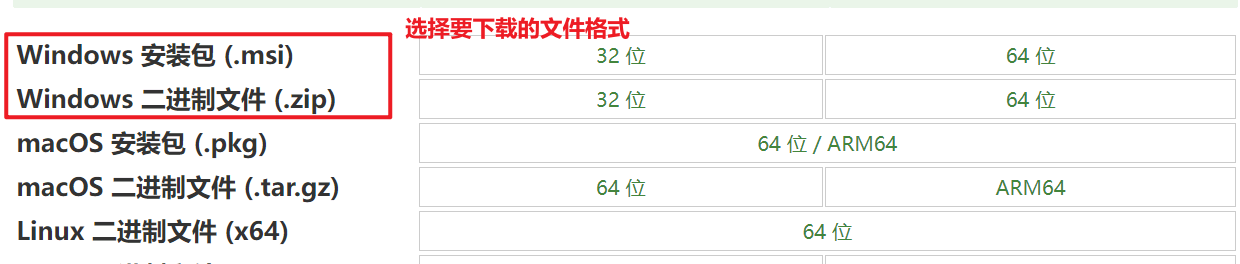 选择要下载的文件格式
Windows 安装包 (.msi) 32 位 64 位
Windows 二进制文件 (.zip) 32 位 64 位
macOS 安装包 (.pkg) 64 位 / ARM64
macOS 二进制文件 (.tar.gz) 64 位 ARM64
Linux 二进制文件 (x64) 64 位